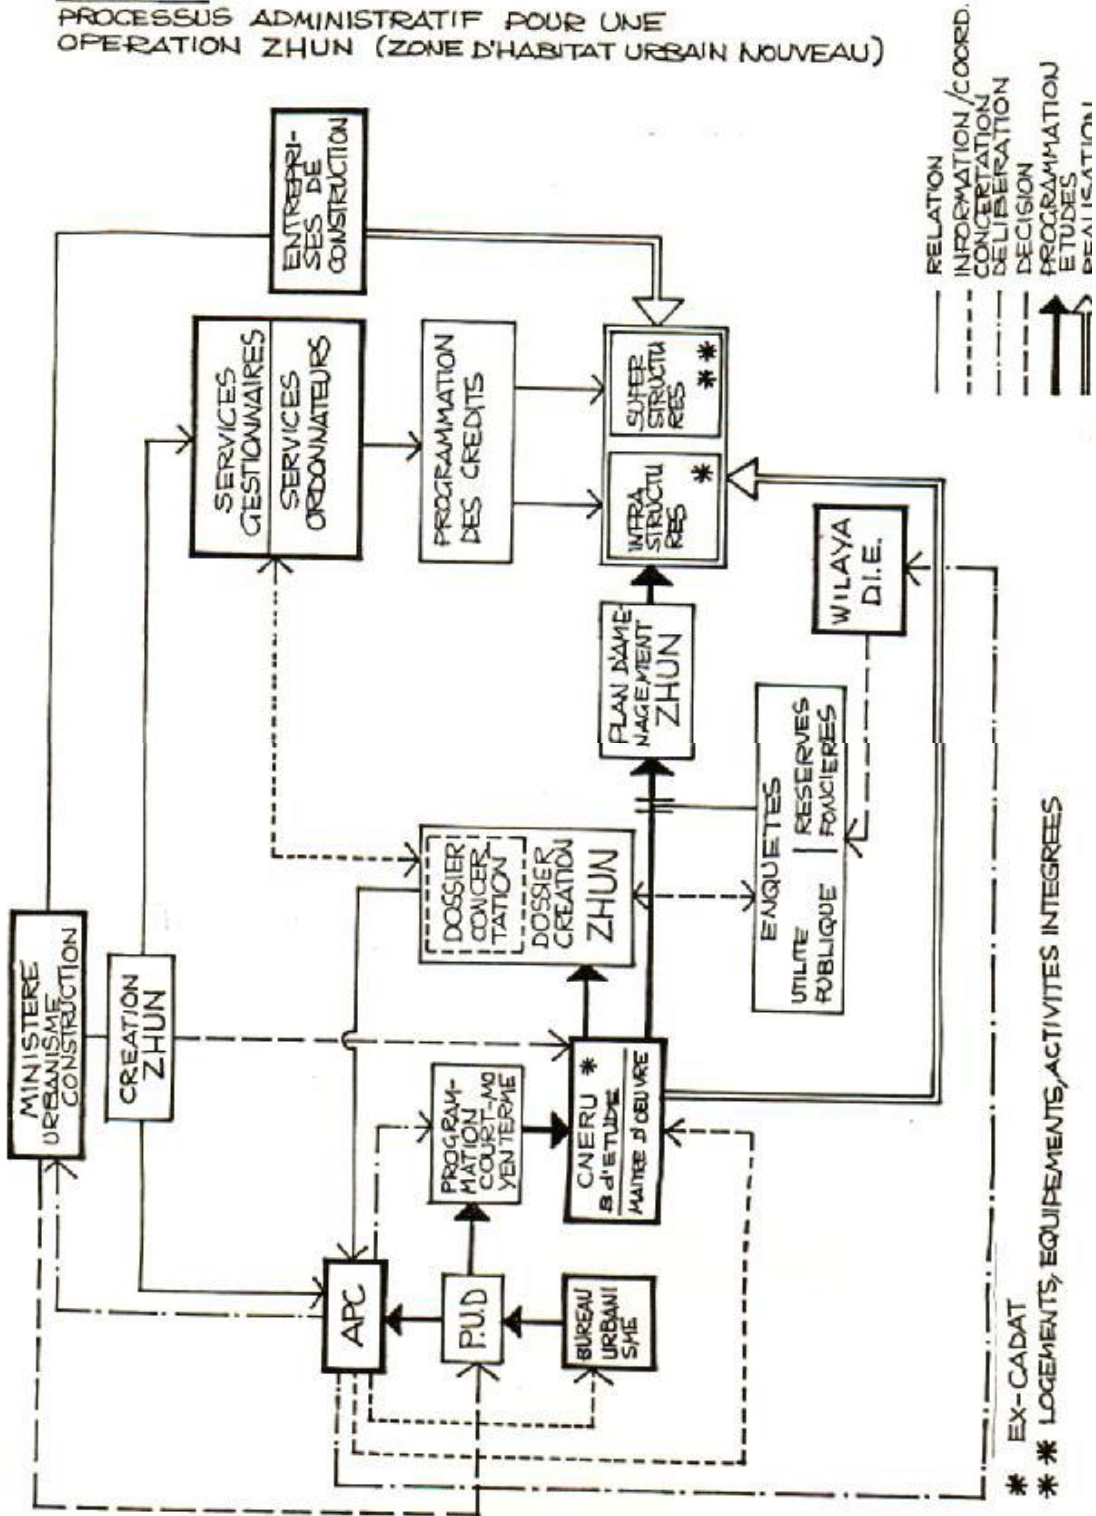 PROCESSUS ADMINISTRATIF POUR UNE
OPERATION ZHUN (ZONE D'HABITAT URBAIN NOUVEAU)
MINISTERE
URBANISME
CONSTRUCTION
CREATION
ZHUN
ENTREPRI-
SES DE
CONSTRUCTION
SERVICES
GESTIONNAIRES
SERVICES
ORDONNATEURS
PROGRAMMATION
DES CREDITS
SUPER
STRUCTU
RES
**
INFRA
STRUCTU
RES
*
PLAN D'AME-
NAGEMENT
ZHUN
DOSSIER
CONCER-
TATION
DOSSIER
CREATION
ZHUN
APC
PROGRAM-
MATION
COURT-MO
YEN TERME
P.U.D
BUREAU
URBANI
SME
CNERU *
B d'ETUDE
MAITRE d'OEUVRE
ENQUETES
UTILITE
PUBLIQUE
RESERVES
FONCIERES
WILAYA
D.I.E.
RELATION
INFORMATION/COORD.
CONCERTATION
DELIBERATION
DECISION
PROGRAMMATION
ETUDES
REALISATION
* EX-CADAT
** LOGEMENTS, EQUIPEMENTS, ACTIVITES INTEGREES